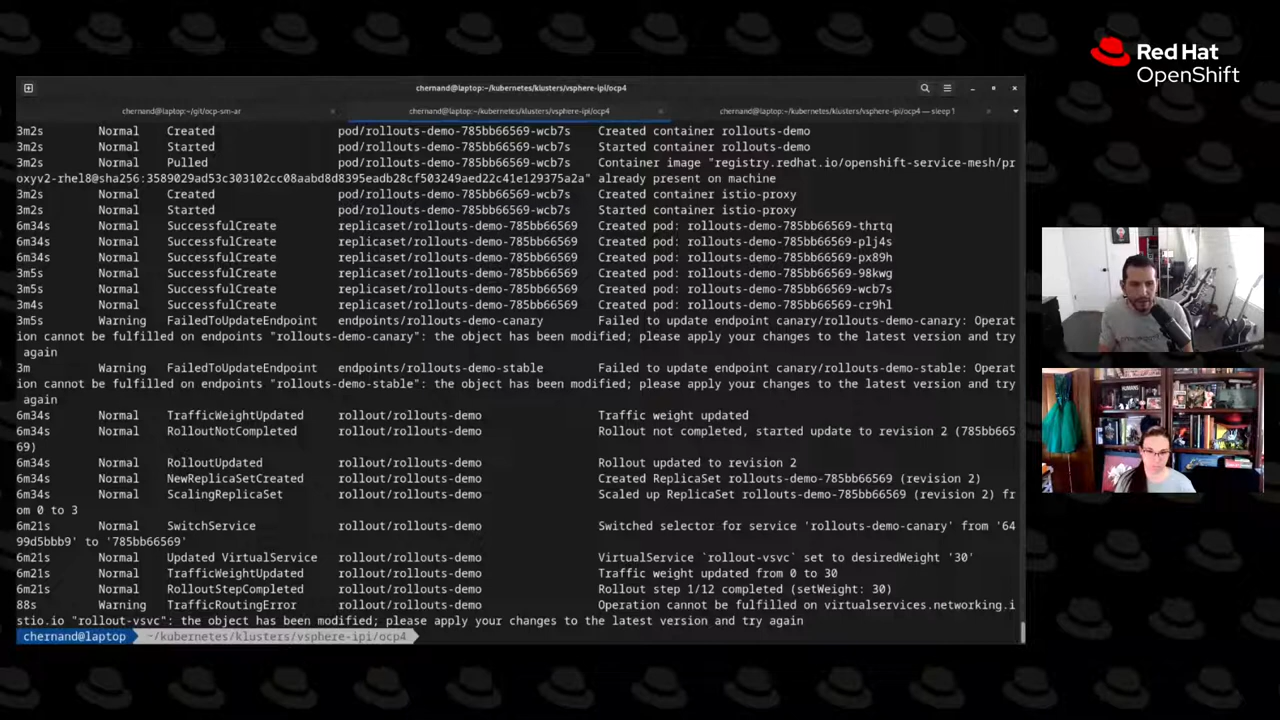 Red Hat
OpenShift
chernand@laptop:~/kubernetes/klusters/vsphere-ipi/ocp4
chernand@laptop:~/git/ocp-sm-ar × chernand@laptop:~/kubernetes/klusters/vsphere-ipi/ocp4 × chernand@laptop:~/kubernetes/klusters/vsphere-ipi/ocp4 — sleep 1 ×
3m2s Normal Created pod/rollouts-demo-785bb66569-wcb7s Created container rollouts-demo
3m2s Normal Started pod/rollouts-demo-785bb66569-wcb7s Started container rollouts-demo
3m2s Normal Pulled pod/rollouts-demo-785bb66569-wcb7s Container image "registry.redhat.io/openshift-service-mesh/pr
oxyv2-rhel8@sha256:3589029ad53c303102cc08aabd8d8395eadb28cf503249aed22c41e129375a2a" already present on machine
3m2s Normal Created pod/rollouts-demo-785bb66569-wcb7s Created container istio-proxy
3m2s Normal Started pod/rollouts-demo-785bb66569-wcb7s Started container istio-proxy
6m34s Normal SuccessfulCreate replicaset/rollouts-demo-785bb66569 Created pod: rollouts-demo-785bb66569-thrtq
6m34s Normal SuccessfulCreate replicaset/rollouts-demo-785bb66569 Created pod: rollouts-demo-785bb66569-plj4s
6m34s Normal SuccessfulCreate replicaset/rollouts-demo-785bb66569 Created pod: rollouts-demo-785bb66569-px89h
3m5s Normal SuccessfulCreate replicaset/rollouts-demo-785bb66569 Created pod: rollouts-demo-785bb66569-98kwg
3m5s Normal SuccessfulCreate replicaset/rollouts-demo-785bb66569 Created pod: rollouts-demo-785bb66569-wcb7s
3m4s Normal SuccessfulCreate replicaset/rollouts-demo-785bb66569 Created pod: rollouts-demo-785bb66569-cr9hl
3m5s Warning FailedToUpdateEndpoint endpoints/rollouts-demo-canary Failed to update endpoint canary/rollouts-demo-canary: Operat
ion cannot be fulfilled on endpoints "rollouts-demo-canary": the object has been modified; please apply your changes to the latest version and try
again
3m Warning FailedToUpdateEndpoint endpoints/rollouts-demo-stable Failed to update endpoint canary/rollouts-demo-stable: Operat
ion cannot be fulfilled on endpoints "rollouts-demo-stable": the object has been modified; please apply your changes to the latest version and try
again
6m34s Normal TrafficWeightUpdated rollout/rollouts-demo Traffic weight updated
6m34s Normal RolloutNotCompleted rollout/rollouts-demo Rollout not completed, started update to revision 2 (785bb665
69)
6m34s Normal RolloutUpdated rollout/rollouts-demo Rollout updated to revision 2
6m34s Normal NewReplicaSetCreated rollout/rollouts-demo Created ReplicaSet rollouts-demo-785bb66569 (revision 2)
6m34s Normal ScalingReplicaSet rollout/rollouts-demo Scaled up ReplicaSet rollouts-demo-785bb66569 (revision 2) fr
om 0 to 3
6m21s Normal SwitchService rollout/rollouts-demo Switched selector for service 'rollouts-demo-canary' from '64
99d5bbb9' to '785bb66569'
6m21s Normal Updated VirtualService rollout/rollouts-demo VirtualService `rollout-vsvc` set to desiredWeight '30'
6m21s Normal TrafficWeightUpdated rollout/rollouts-demo Traffic weight updated from 0 to 30
6m21s Normal RolloutStepCompleted rollout/rollouts-demo Rollout step 1/12 completed (setWeight: 30)
88s Warning TrafficRoutingError rollout/rollouts-demo Operation cannot be fulfilled on virtualservices.networking.i
stio.io "rollout-vsvc": the object has been modified; please apply your changes to the latest version and try again
chernand@laptop ~/kubernetes/klusters/vsphere-ipi/ocp4
HUMANS